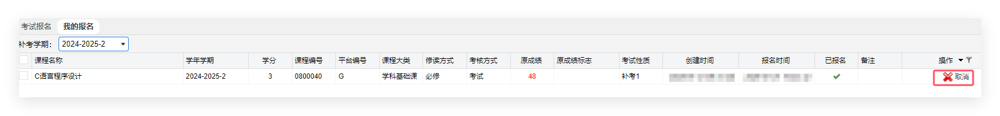 考试报名 我的报名
补考学期： 2024-2025-2
课程名称 学年学期 学分 课程编号 平台编号 课程大类 修读方式 考核方式 原成绩 原成绩标志 考试性质 创建时间 报名时间 已报名 备注 操作
C语言程序设计 2024-2025-2 3 0800040 G 学科基础课 必修 考试 48 补考1 取消